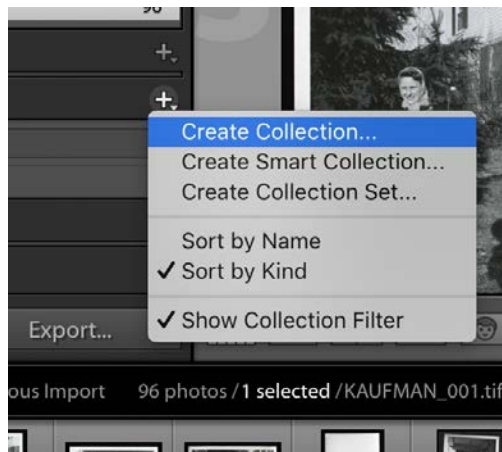 96
Create Collection...
Create Smart Collection...
Create Collection Set...
Sort by Name
✓ Sort by Kind
✓ Show Collection Filter
Export...
ous Import 96 photos / 1 selected / KAUFMAN_001.tif